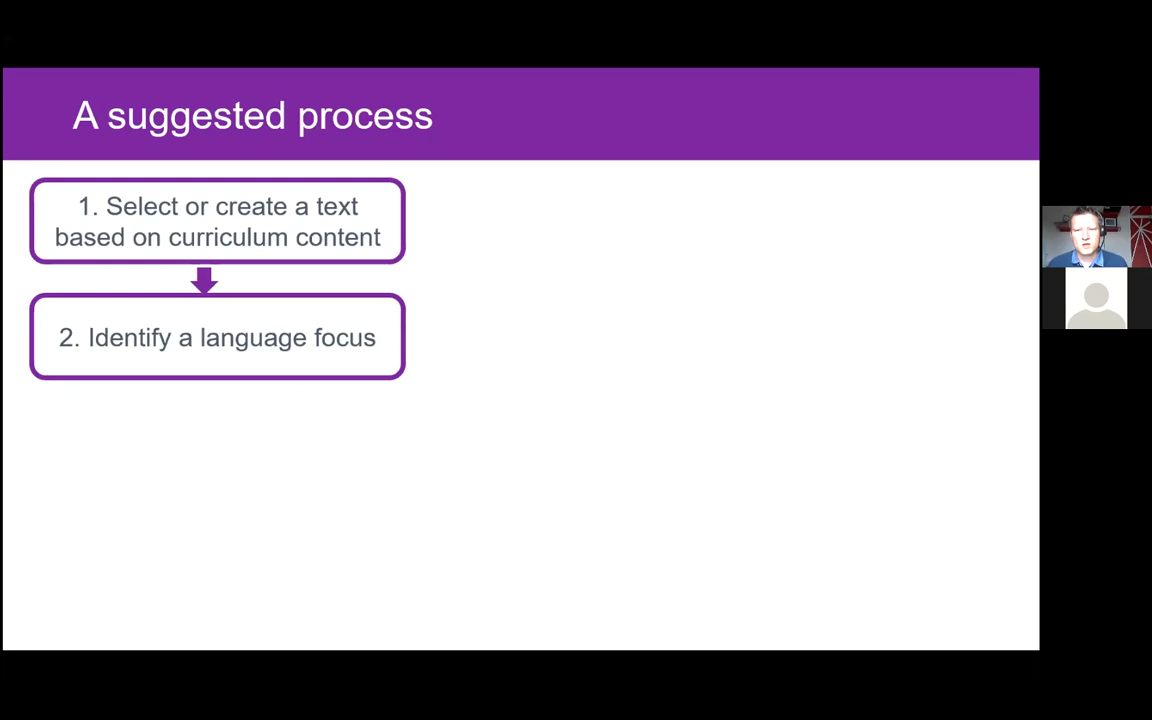 A suggested process
1. Select or create a text
based on curriculum content
2. Identify a language focus